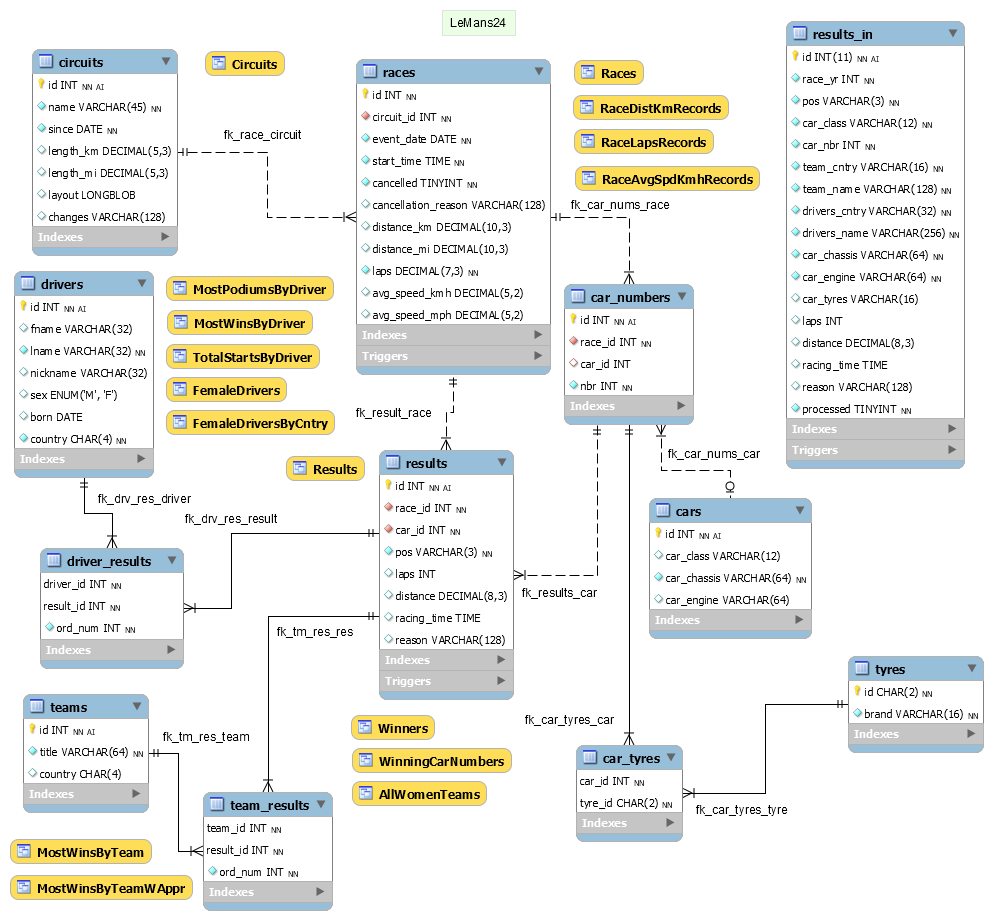 LeMans24
circuits
id INT NN AI
name VARCHAR(45) NN
since DATE NN
length_km DECIMAL(5,3)
length_mi DECIMAL(5,3)
layout LONGBLOB
changes VARCHAR(128)
Indexes
Circuits
fk_race_circuit
races
id INT NN
circuit_id INT NN
event_date DATE NN
start_time TIME NN
cancelled TINYINT NN
cancellation_reason VARCHAR(128)
distance_km DECIMAL(10,3)
distance_mi DECIMAL(10,3)
laps DECIMAL(7,3) NN
avg_speed_kmh DECIMAL(5,2)
avg_speed_mph DECIMAL(5,2)
Indexes
Triggers
Races
RaceDistKmRecords
RaceLapsRecords
RaceAvgSpdKmhRecords
fk_car_nums_race
results_in
id INT(11) NN AI
race_yr INT NN
pos VARCHAR(3) NN
car_class VARCHAR(12) NN
car_nbr INT NN
team_cntry VARCHAR(16) NN
team_name VARCHAR(128) NN
drivers_cntry VARCHAR(32) NN
drivers_name VARCHAR(256) NN
car_chassis VARCHAR(64) NN
car_engine VARCHAR(64) NN
car_tyres VARCHAR(16)
laps INT
distance DECIMAL(8,3)
racing_time TIME
reason VARCHAR(128)
processed TINYINT NN
Indexes
Triggers
drivers
id INT NN AI
fname VARCHAR(32)
lname VARCHAR(32) NN
nickname VARCHAR(32)
sex ENUM('M', 'F')
born DATE
country CHAR(4) NN
Indexes
MostPodiumsByDriver
MostWinsByDriver
TotalStartsByDriver
FemaleDrivers
FemaleDriversByCntry
car_numbers
id INT NN AI
race_id INT NN
car_id INT
nbr INT NN
Indexes
fk_result_race
fk_car_nums_car
Results
results
id INT NN AI
race_id INT NN
car_id INT NN
pos VARCHAR(3) NN
laps INT
distance DECIMAL(8,3)
racing_time TIME
reason VARCHAR(128)
Indexes
Triggers
fk_drv_res_driver
fk_drv_res_result
driver_results
driver_id INT NN
result_id INT NN
ord_num INT NN
Indexes
fk_results_car
cars
id INT NN AI
car_class VARCHAR(12)
car_chassis VARCHAR(64) NN
car_engine VARCHAR(64)
Indexes
fk_tm_res_res
tyres
id CHAR(2) NN
brand VARCHAR(16) NN
Indexes
teams
id INT NN AI
title VARCHAR(64) NN
country CHAR(4)
Indexes
fk_tm_res_team
Winners
WinningCarNumbers
AllWomenTeams
fk_car_tyres_car
car_tyres
car_id INT NN
tyre_id CHAR(2) NN
Indexes
fk_car_tyres_tyre
team_results
team_id INT NN
result_id INT NN
ord_num INT NN
Indexes
MostWinsByTeam
MostWinsByTeamWAppr